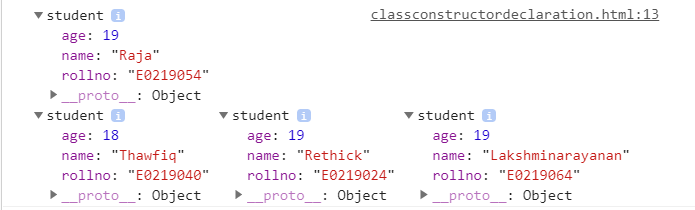 student i classconstructordeclaration.html:13
age: 19
name: "Raja"
rollno: "E0219054"
__proto__: Object
student i student i student i
age: 18 age: 19 age: 19
name: "Thawfiq" name: "Rethick" name: "Lakshminarayanan"
rollno: "E0219040" rollno: "E0219024" rollno: "E0219064"
__proto__: Object __proto__: Object __proto__: Object